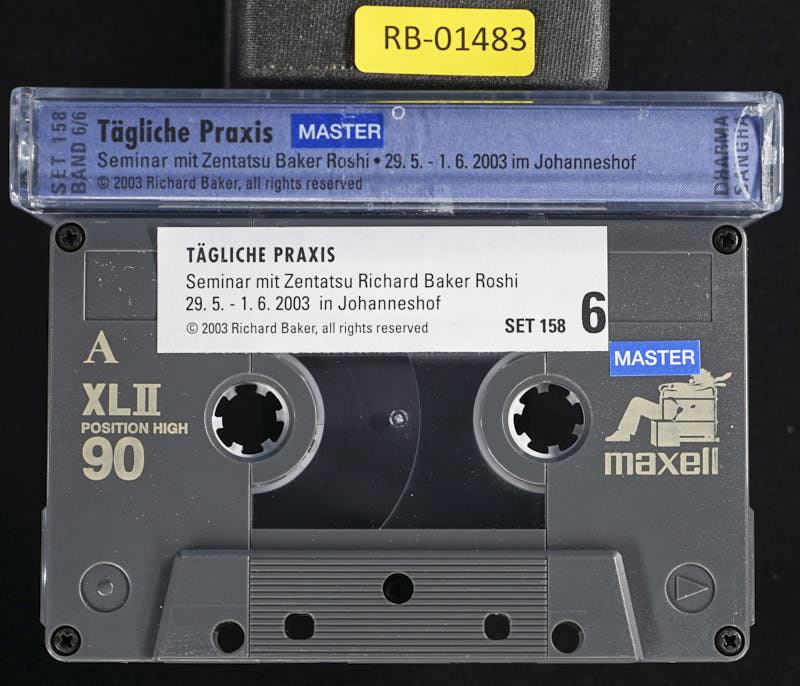 RB-01483
SET 158
BAND 6/6
Tägliche Praxis MASTER
Seminar mit Zentatsu Baker Roshi • 29. 5. - 1. 6. 2003 im Johanneshof
© 2003 Richard Baker, all rights reserved
DHARMA
SANGHA
TÄGLICHE PRAXIS
Seminar mit Zentatsu Richard Baker Roshi
29. 5. - 1. 6. 2003 in Johanneshof
© 2003 Richard Baker, all rights reserved
SET 158 6
MASTER
A
XLII
POSITION HIGH
90
maxell